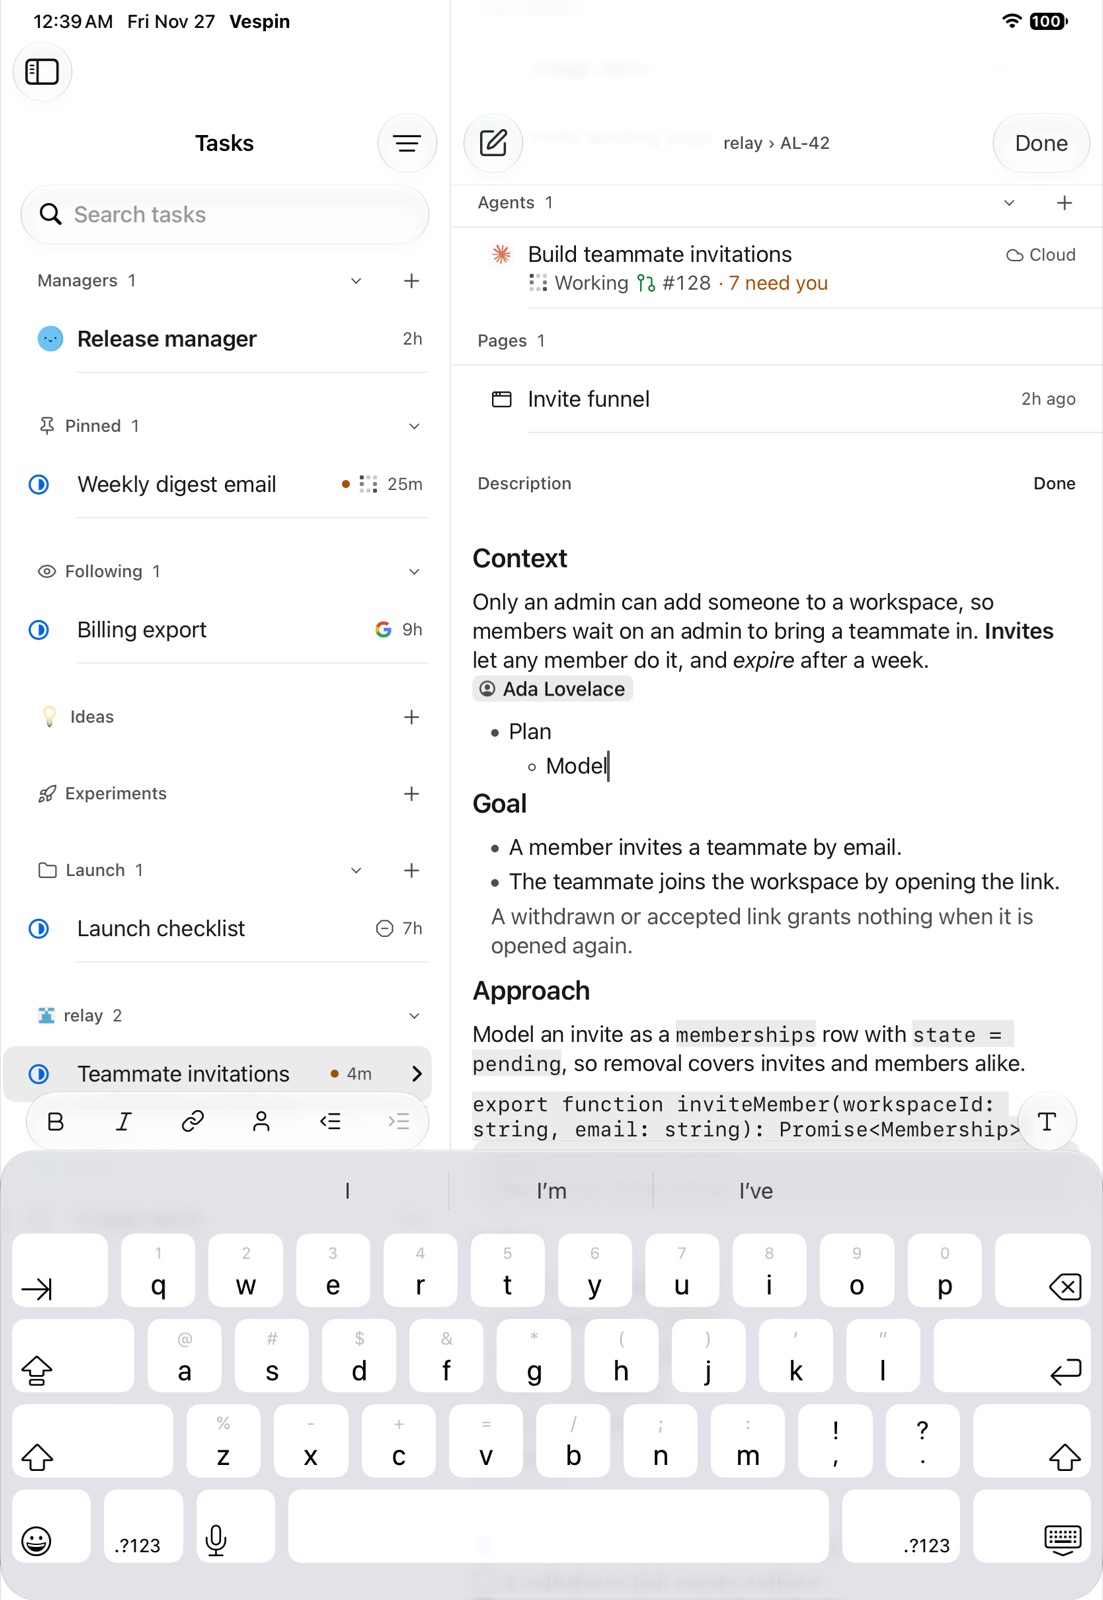 12:39 AM Fri Nov 27 Vespin
100
Tasks
Search tasks
Managers 1
Release manager 2h
Pinned 1
Weekly digest email 25m
Following 1
Billing export 9h
Ideas
Experiments
Launch 1
Launch checklist 7h
relay 2
Teammate invitations 4m
relay › AL-42
Done
Agents 1
Build teammate invitations Cloud
Working #128 · 7 need you
Pages 1
Invite funnel 2h ago
Description Done
Context
Only an admin can add someone to a workspace, so
members wait on an admin to bring a teammate in. Invites
let any member do it, and expire after a week.
Ada Lovelace
• Plan
◦ Model
Goal
• A member invites a teammate by email.
• The teammate joins the workspace by opening the link.
A withdrawn or accepted link grants nothing when it is
opened again.
Approach
Model an invite as a memberships row with state =
pending, so removal covers invites and members alike.
export function inviteMember(workspaceId:
string, email: string): Promise<Membership>
B I T
I I’m I’ve
1 2 3 4 5 6 7 8 9 0
q w e r t y u i o p
@ # $ & * ( ) ' "
a s d f g h j k l
% - + = / ; : ! ?
z x c v b n m , .
.?123 .?123